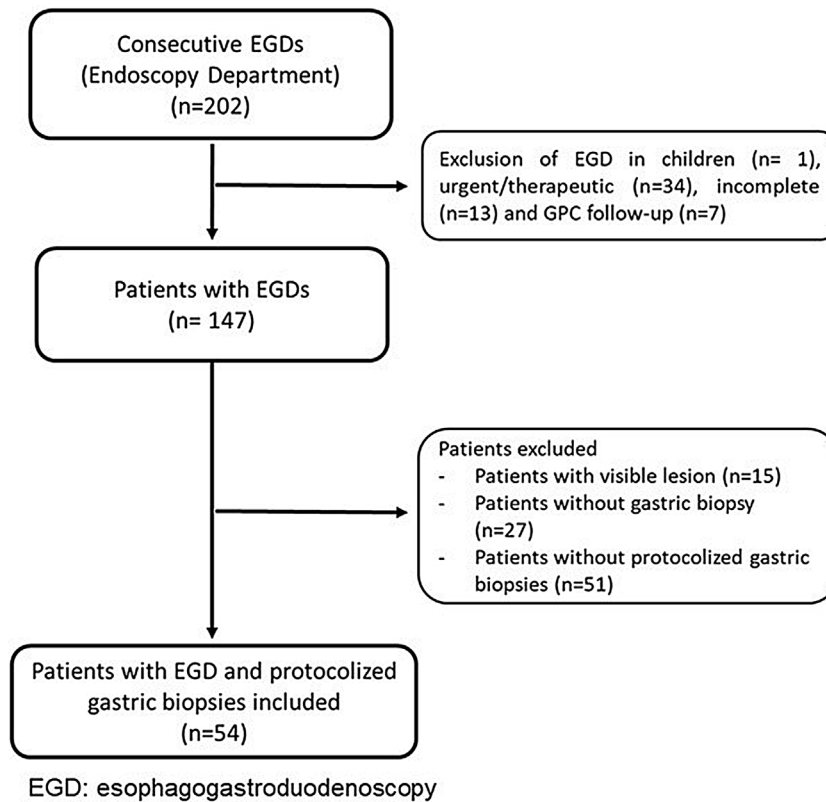 Consecutive EGDs
(Endoscopy Department)
(n=202)
Exclusion of EGD in children (n= 1),
urgent/therapeutic (n=34), incomplete
(n=13) and GPC follow-up (n=7)
Patients with EGDs
(n= 147)
Patients excluded
- Patients with visible lesion (n=15)
- Patients without gastric biopsy
(n=27)
- Patients without protocolized gastric
biopsies (n=51)
Patients with EGD and protocolized
gastric biopsies included
(n=54)
EGD: esophagogastroduodenoscopy